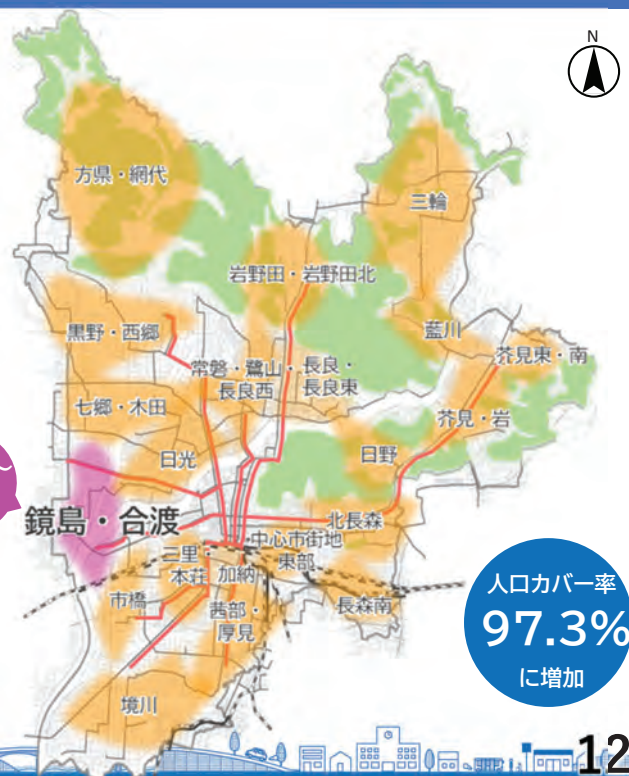 N
方県・網代
三輪
岩野田・岩野田北
藍川
黒野・西郷
芥見東・南
常磐・鷺山・
長良西
長良・
長良東
七郷・木田
芥見・岩
日光
日野
鏡島・合渡
北長森
中心市街地
東部
三里・
本荘
加納
市橋
茜部・
厚見
長森南
境川
人口カバー率
97.3%
に増加
12